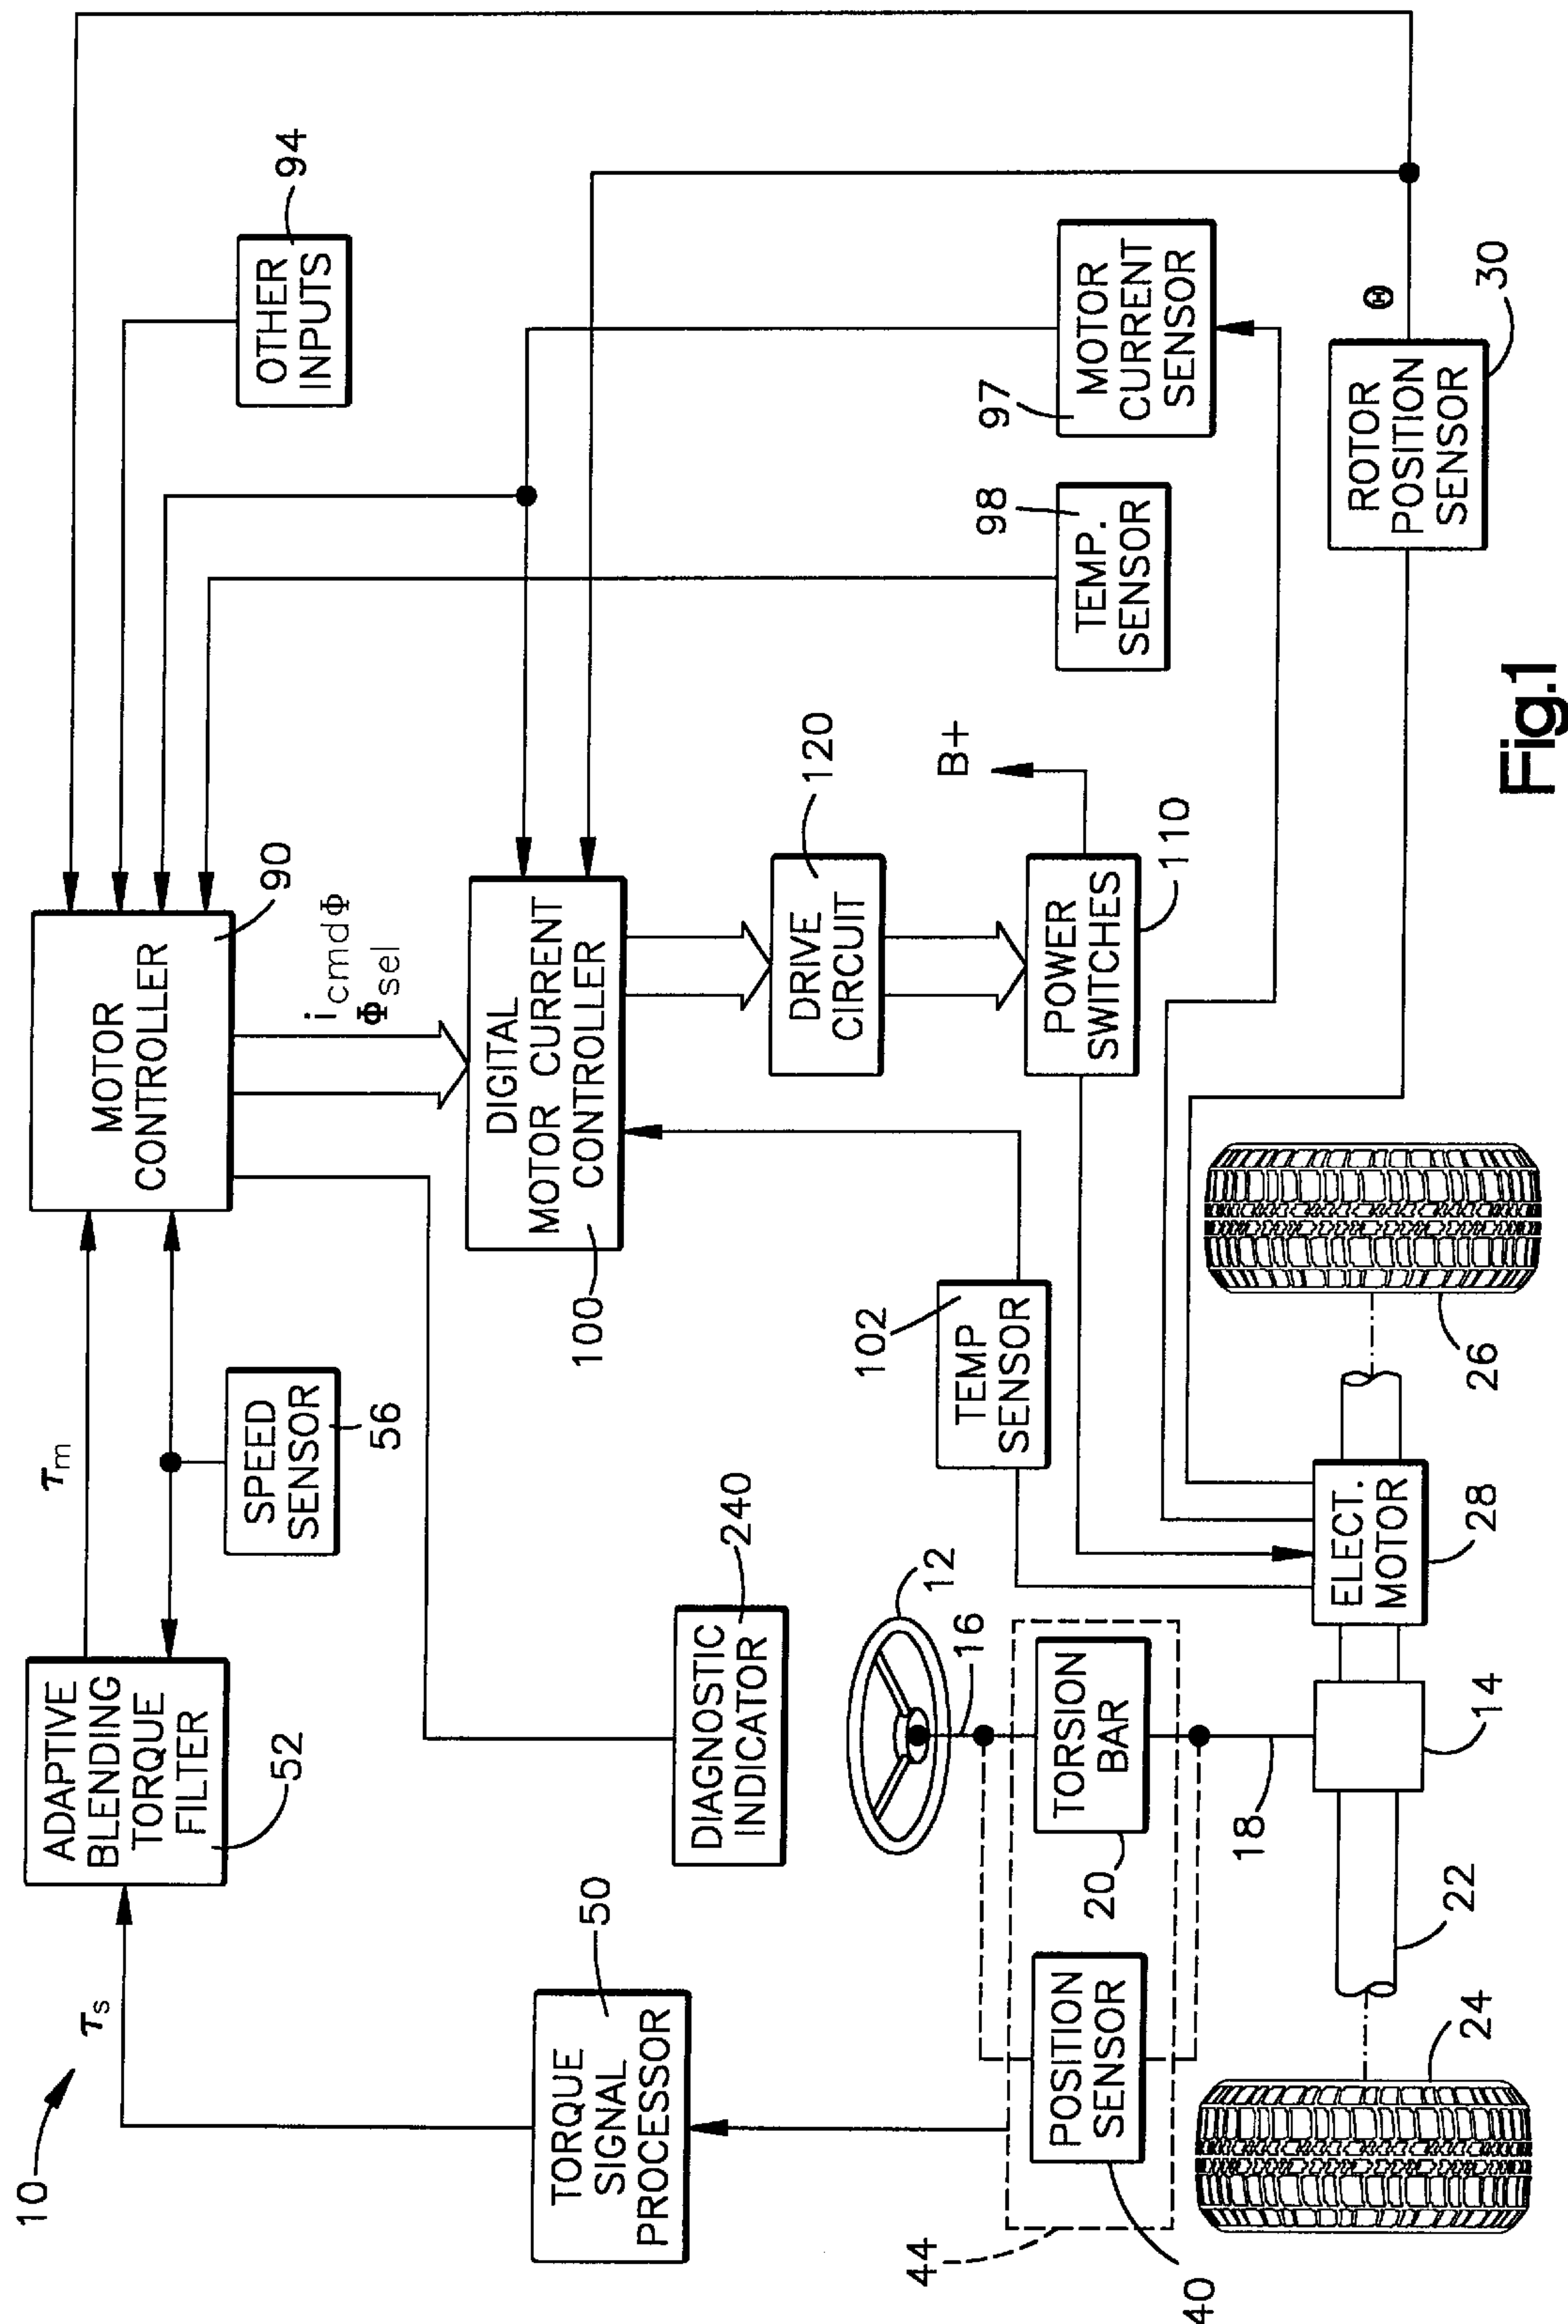 10
τs
ADAPTIVE
BLENDING
TORQUE
FILTER
52
τm
SPEED
SENSOR
56
MOTOR
CONTROLLER
90
OTHER
INPUTS
94
icmdΦ
Φsel
TORQUE
SIGNAL
PROCESSOR
50
DIAGNOSTIC
INDICATOR
240
DIGITAL
MOTOR CURRENT
CONTROLLER
100
DRIVE
CIRCUIT
120
B+
POWER
SWITCHES
110
TEMP.
SENSOR
98
MOTOR
CURRENT
SENSOR
97
TEMP
SENSOR
102
12
16
44
POSITION
SENSOR
40
TORSION
BAR
20
18
ROTOR
POSITION
SENSOR
30
Θ
24
22
14
ELECT.
MOTOR
28
26
Fig.1